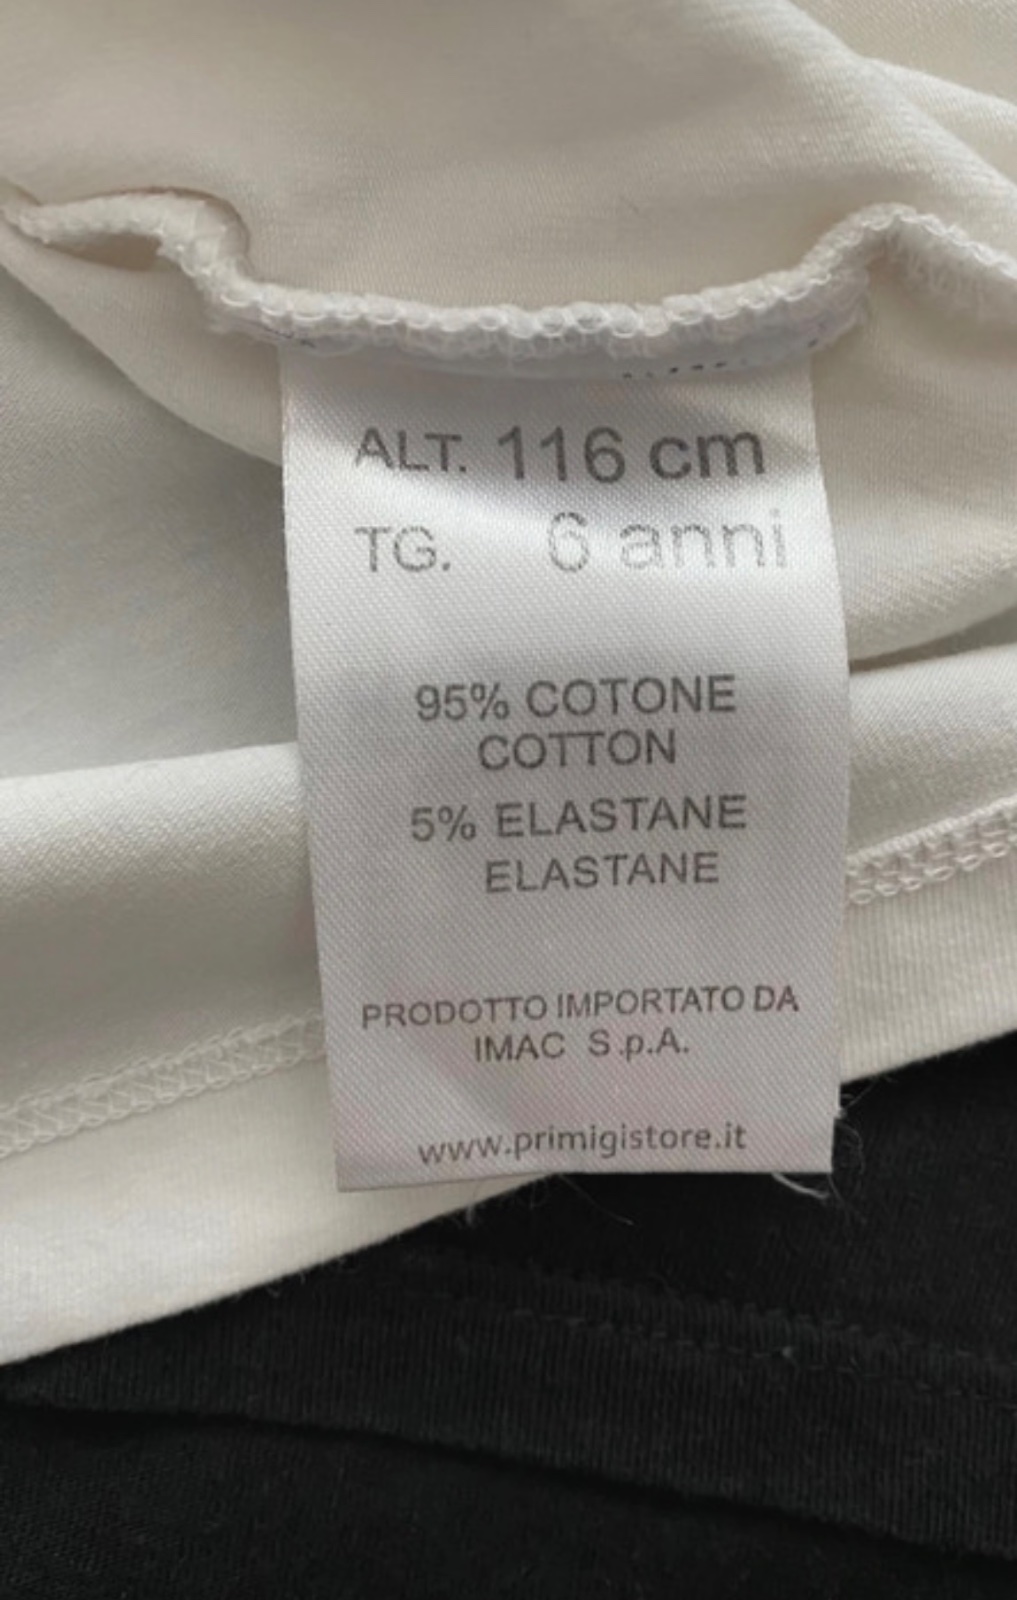 ALT. 116 cm
TG. 6 anni
95% COTONE
COTTON
5% ELASTANE
ELASTANE
PRODOTTO IMPORTATO DA
IMAC S.p.A.
www.primigistore.it